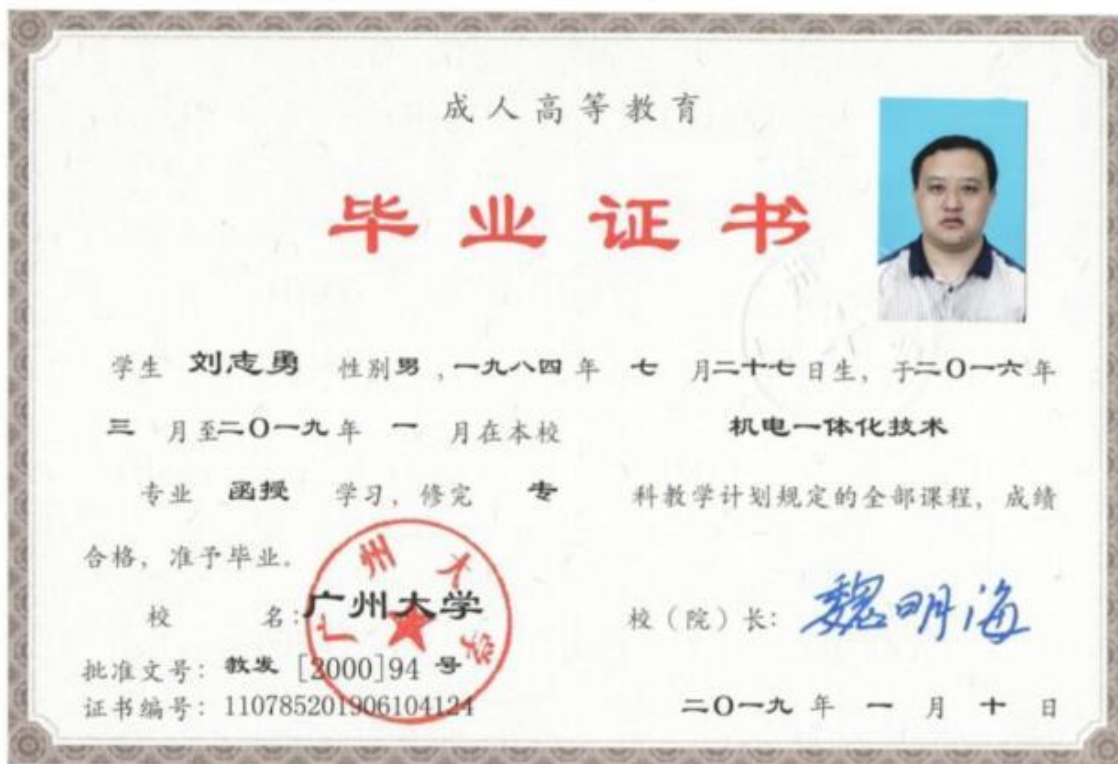 成人高等教育
毕业证书
学生 刘志勇 性别男，一九八四年 七 月二十七日生，于二〇一六年
三 月至二〇一九年 一 月在本校 机电一体化技术
专业 函授 学习，修完 专 科教学计划规定的全部课程，成绩
合格，准予毕业。
校 名：广州大学 校（院）长：魏明海
广州大学
批准文号：教发 [2000]94 号
证书编号：110785201906104124 二〇一九 年 一 月 十 日